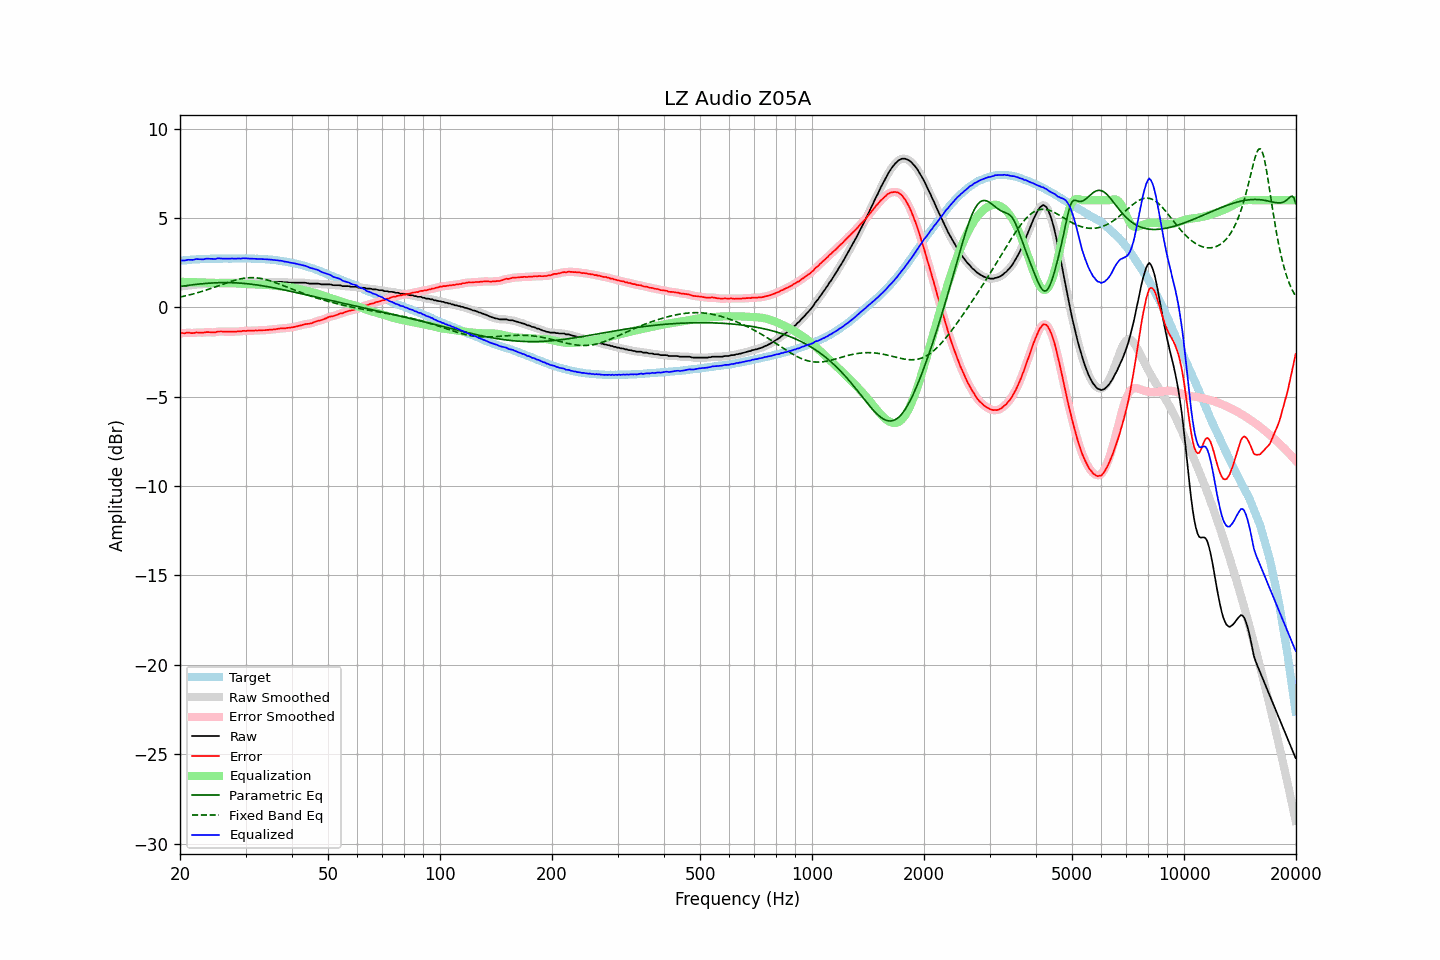 LZ Audio Z05A
10
5
0
−5
−10
−15
−20
−25
−30
Amplitude (dBr)
Target
Raw Smoothed
Error Smoothed
Raw
Error
Equalization
Parametric Eq
Fixed Band Eq
Equalized
20
50
100
200
500
1000
2000
5000
10000
20000
Frequency (Hz)